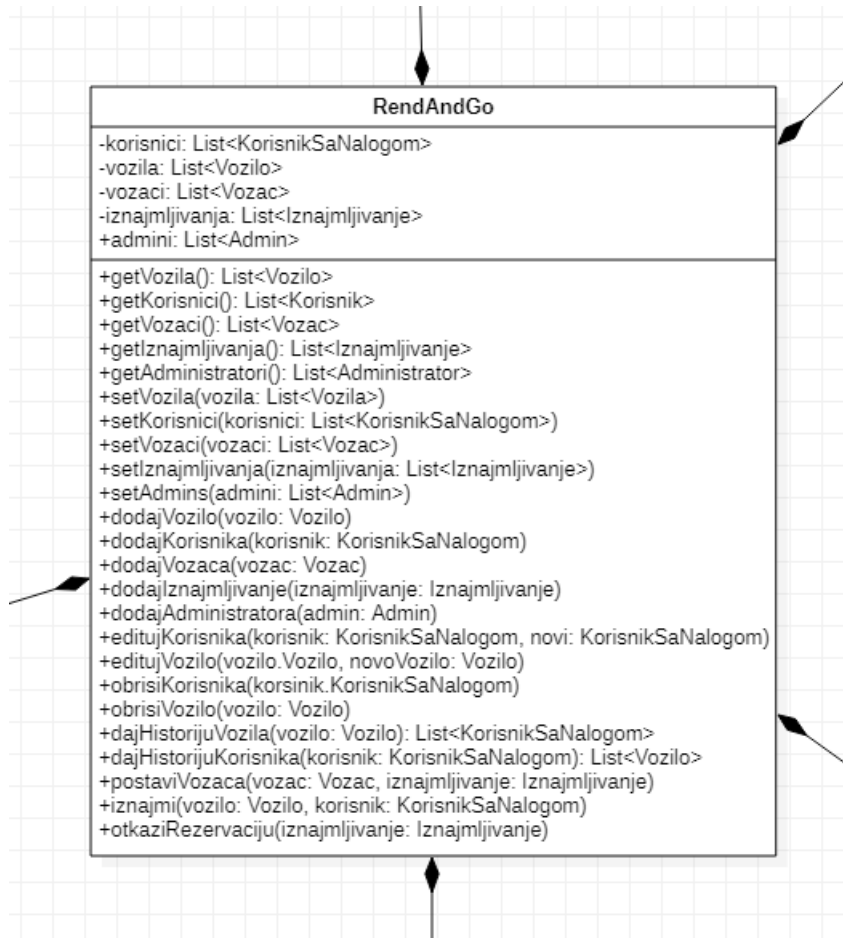 RendAndGo
-korisnici: List<KorisnikSaNalogom>
-vozila: List<Vozilo>
-vozaci: List<Vozac>
-iznajmljivanja: List<Iznajmljivanje>
+admini: List<Admin>
+getVozila(): List<Vozilo>
+getKorisnici(): List<Korisnik>
+getVozaci(): List<Vozac>
+getIznajmljivanja(): List<Iznajmljivanje>
+getAdministratori(): List<Administrator>
+setVozila(vozila: List<Vozila>)
+setKorisnici(korisnici: List<KorisnikSaNalogom>)
+setVozaci(vozaci: List<Vozac>)
+setIznajmljivanja(iznajmljivanja: List<Iznajmljivanje>)
+setAdmins(admini: List<Admin>)
+dodajVozilo(vozilo: Vozilo)
+dodajKorisnika(korisnik: KorisnikSaNalogom)
+dodajVozaca(vozac: Vozac)
+dodajIznajmljivanje(iznajmljivanje: Iznajmljivanje)
+dodajAdministratora(admin: Admin)
+editujKorisnika(korisnik: KorisnikSaNalogom, novi: KorisnikSaNalogom)
+editujVozilo(vozilo.Vozilo, novoVozilo: Vozilo)
+obrisiKorisnika(korsinik.KorisnikSaNalogom)
+obrisiVozilo(vozilo: Vozilo)
+dajHistorijuVozila(vozilo: Vozilo): List<KorisnikSaNalogom>
+dajHistorijuKorisnika(korisnik: KorisnikSaNalogom): List<Vozilo>
+postaviVozaca(vozac: Vozac, iznajmljivanje: Iznajmljivanje)
+iznajmi(vozilo: Vozilo, korisnik: KorisnikSaNalogom)
+otkaziRezervaciju(iznajmljivanje: Iznajmljivanje)